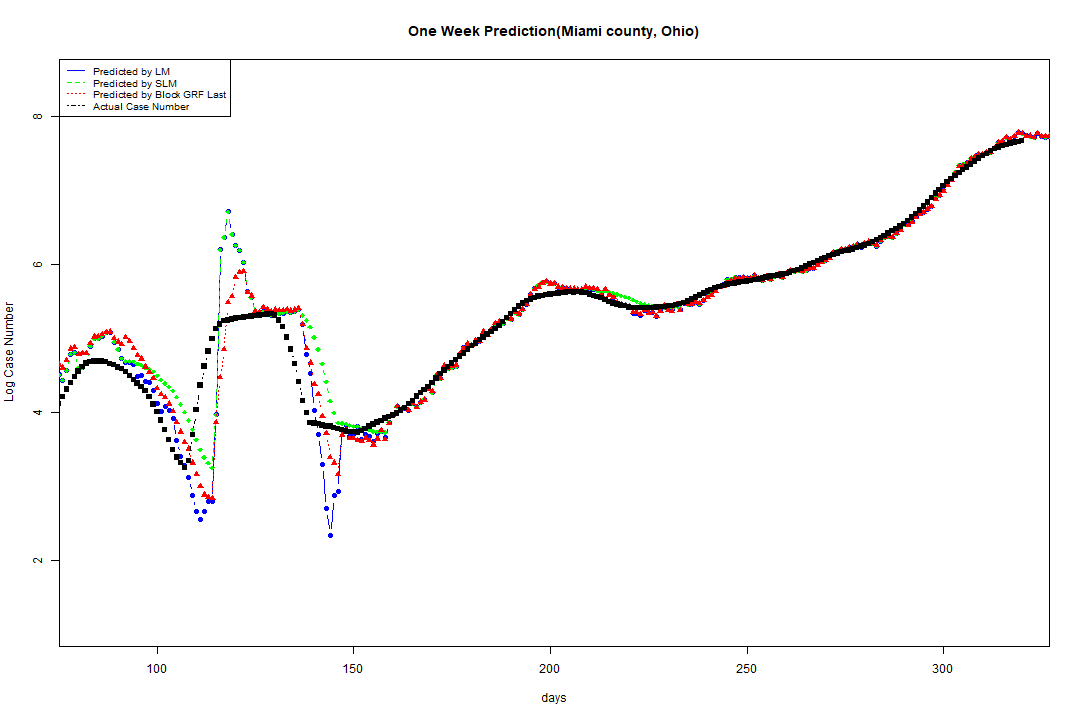 One Week Prediction(Miami county, Ohio)
Predicted by LM
Predicted by SLM
Predicted by Block GRF Last
Actual Case Number
8
6
4
2
Log Case Number
100 150 200 250 300
days